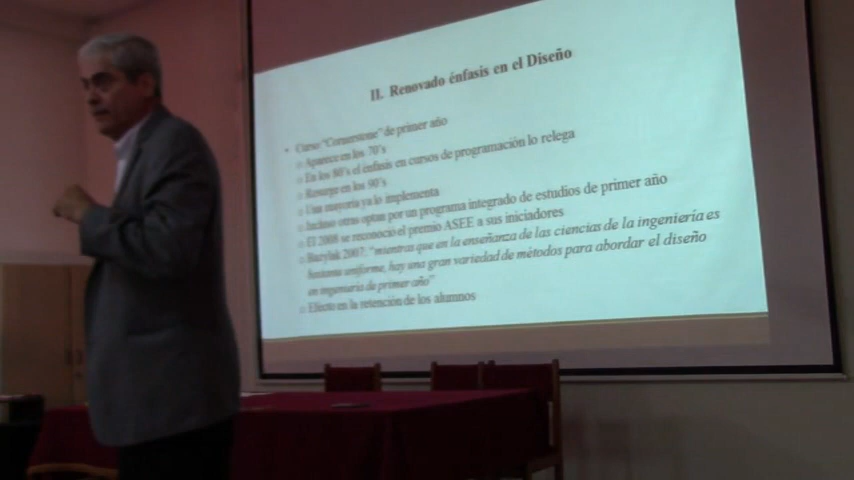 II. Renovado énfasis en el Diseño
• Curso "Cornerstone" de primer año
o Aparece en los 70's
o En los 80's el énfasis en cursos de programación lo relega
o Resurge en los 90's
o Una mayoría ya lo implementa
o Incluso otras optan por un programa integrado de estudios de primer año
o El 2008 se reconoció el premio ASEE a sus iniciadores
o 2007. "mientras que en la enseñanza de las ciencias de la ingeniería es
bastante uniforme, hay una gran variedad de métodos para abordar el diseño
en ingeniería de primer año"
o Efecto en la retención de los alumnos